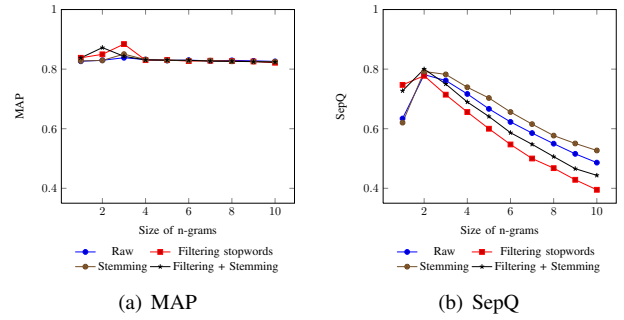 1
0.8
0.6
0.4
MAP
2 4 6 8 10
Size of n-grams
Raw Filtering stopwords
Stemming Filtering + Stemming
(a) MAP
1
0.8
0.6
0.4
SepQ
2 4 6 8 10
Size of n-grams
Raw Filtering stopwords
Stemming Filtering + Stemming
(b) SepQ